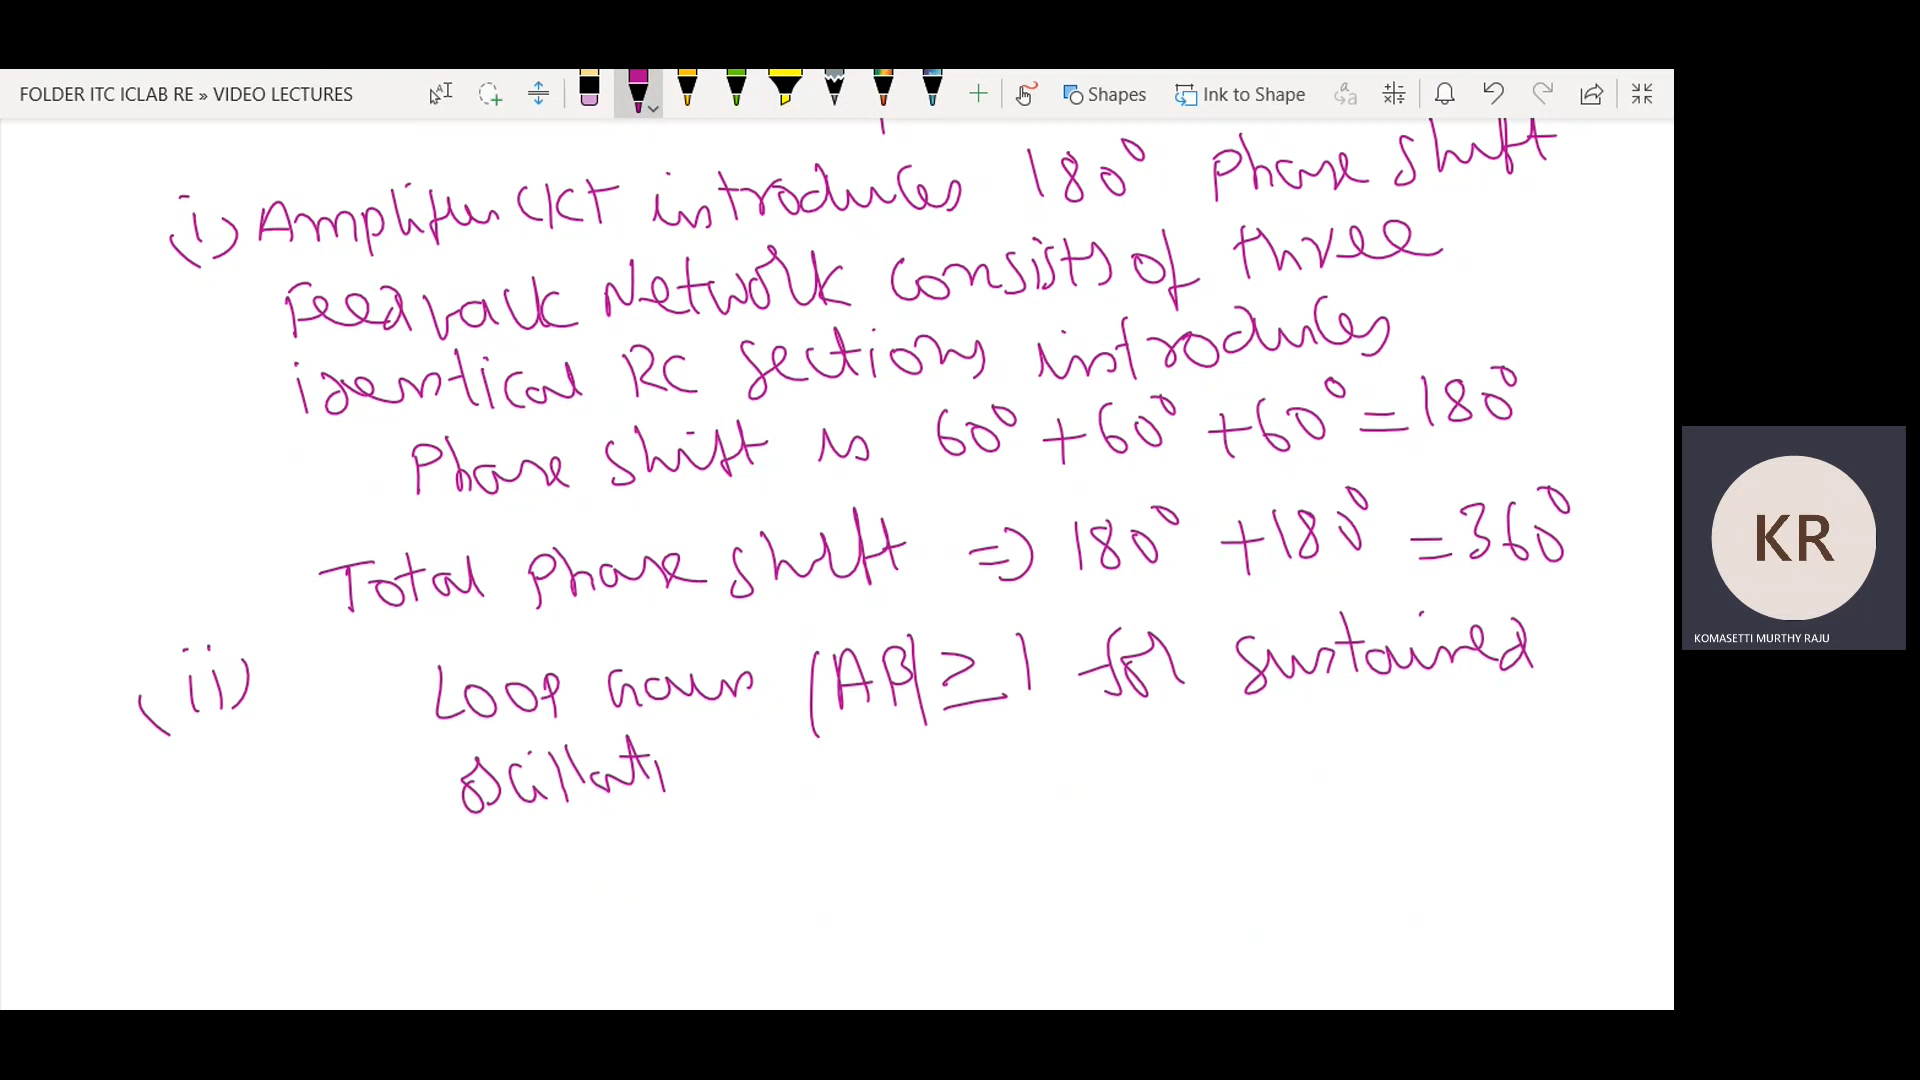 FOLDER ITC ICLAB RE » VIDEO LECTURES
Shapes
Ink to Shape
(i) Amplifier CKT introduces 180° phase shift
Feedback Network consists of three
identical RC sections introduces
Phase shift is 60° + 60° + 60° = 180°
Total phase shift => 180° + 180° = 360°
(ii) Loop Gain |Aβ| ≥ 1 for sustained
oscillati
KR
KOMASETTI MURTHY RAJU